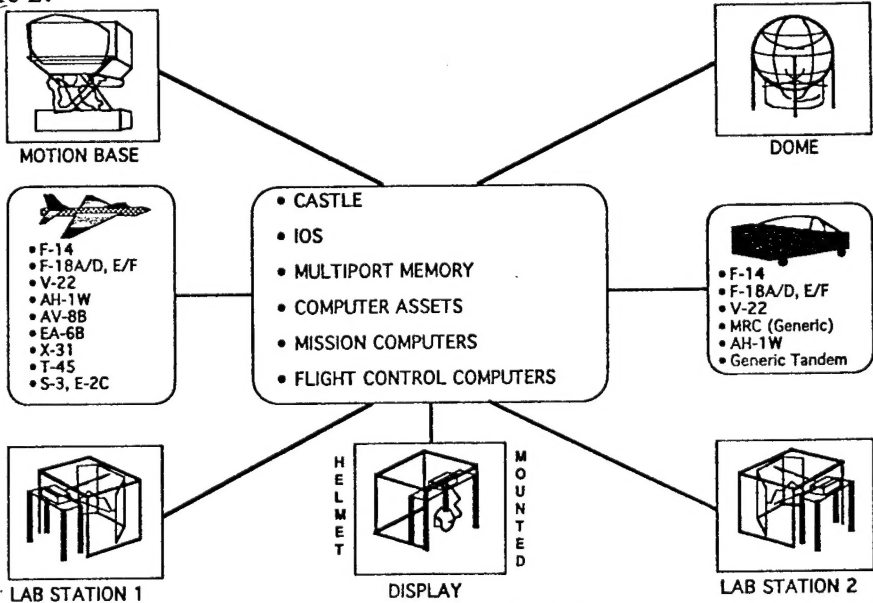 MOTION BASE
DOME
• F-14
• F-18A/D, E/F
• V-22
• AH-1W
• AV-8B
• EA-6B
• X-31
• T-45
• S-3, E-2C
• CASTLE
• IOS
• MULTIPORT MEMORY
• COMPUTER ASSETS
• MISSION COMPUTERS
• FLIGHT CONTROL COMPUTERS
• F-14
• F-18A/D, E/F
• V-22
• MRC (Generic)
• AH-1W
• Generic Tandem
LAB STATION 1
HELMET
MOUNTED
DISPLAY
LAB STATION 2